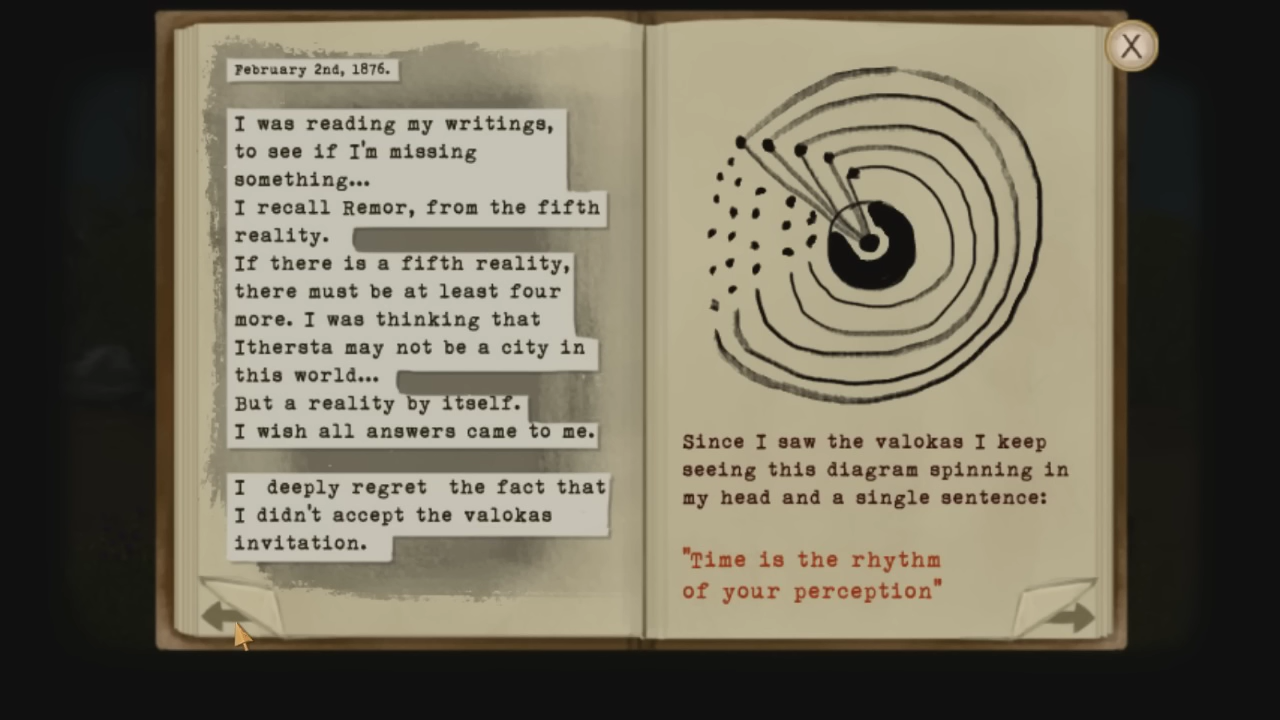 February 2nd, 1876.
I was reading my writings,
to see if I'm missing
something...
I recall Remor, from the fifth
reality.
If there is a fifth reality,
there must be at least four
more. I was thinking that
Ithersta may not be a city in
this world...
But a reality by itself.
I wish all answers came to me.
I deeply regret the fact that
I didn't accept the valokas
invitation.
X
Since I saw the valokas I keep
seeing this diagram spinning in
my head and a single sentence:
"Time is the rhythm
of your perception"